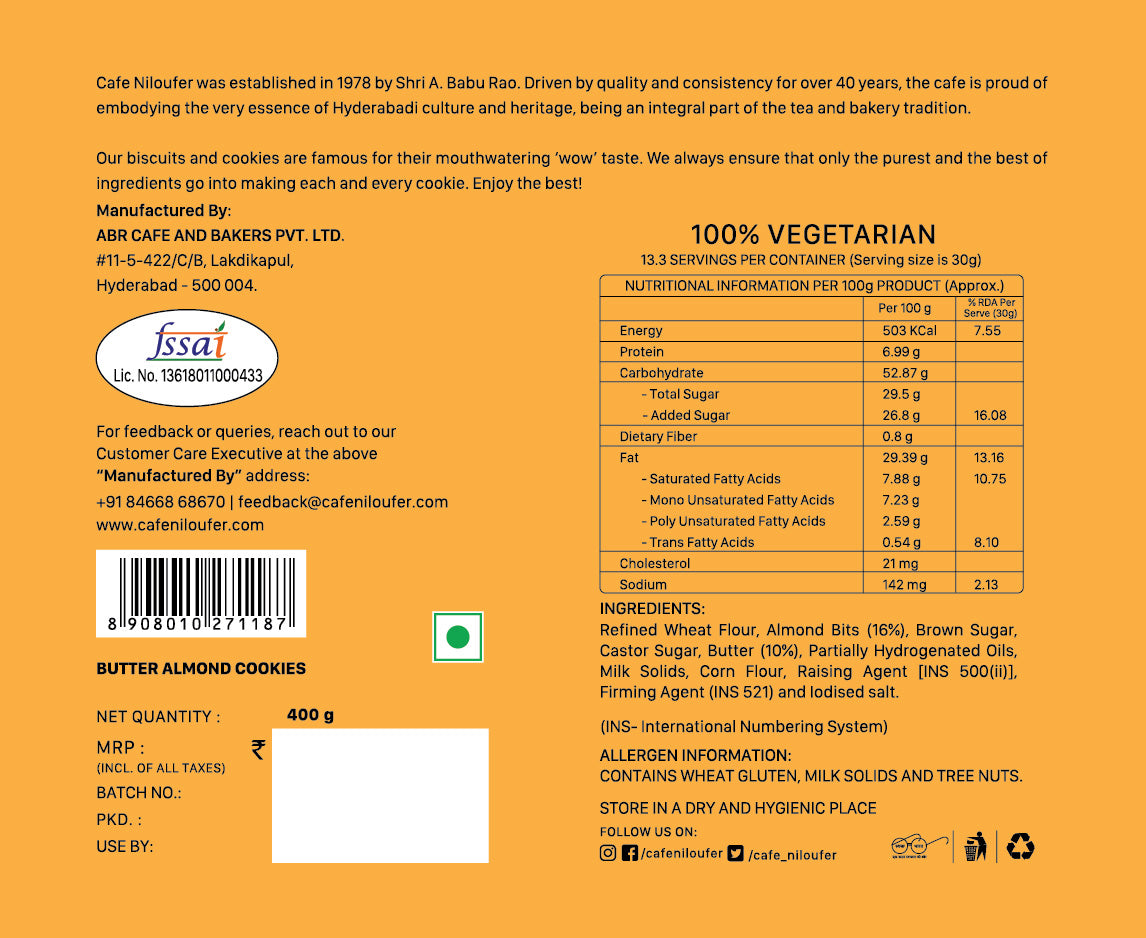 Cafe Niloufer was established in 1978 by Shri A. Babu Rao. Driven by quality and consistency for over 40 years, the cafe is proud of
embodying the very essence of Hyderabadi culture and heritage, being an integral part of the tea and bakery tradition.
Our biscuits and cookies are famous for their mouthwatering ‘wow’ taste. We always ensure that only the purest and the best of
ingredients go into making each and every cookie. Enjoy the best!
Manufactured By:
ABR CAFE AND BAKERS PVT. LTD.
#11-5-422/C/B, Lakdikapul,
Hyderabad - 500 004.
fssai
Lic. No. 13618011000433
For feedback or queries, reach out to our
Customer Care Executive at the above
“Manufactured By” address:
+91 84668 68670 | feedback@cafeniloufer.com
www.cafeniloufer.com
8 908010 271187
BUTTER ALMOND COOKIES
NET QUANTITY : 400 g
MRP : ₹
(INCL. OF ALL TAXES)
BATCH NO.:
PKD. :
USE BY:
100% VEGETARIAN
13.3 SERVINGS PER CONTAINER (Serving size is 30g)
NUTRITIONAL INFORMATION PER 100g PRODUCT (Approx.)
Per 100 g % RDA Per
Serve (30g)
Energy 503 KCal 7.55
Protein 6.99 g
Carbohydrate 52.87 g
- Total Sugar 29.5 g
- Added Sugar 26.8 g 16.08
Dietary Fiber 0.8 g
Fat 29.39 g 13.16
- Saturated Fatty Acids 7.88 g 10.75
- Mono Unsaturated Fatty Acids 7.23 g
- Poly Unsaturated Fatty Acids 2.59 g
- Trans Fatty Acids 0.54 g 8.10
Cholesterol 21 mg
Sodium 142 mg 2.13
INGREDIENTS:
Refined Wheat Flour, Almond Bits (16%), Brown Sugar,
Castor Sugar, Butter (10%), Partially Hydrogenated Oils,
Milk Solids, Corn Flour, Raising Agent [INS 500(ii)],
Firming Agent (INS 521) and Iodised salt.
(INS- International Numbering System)
ALLERGEN INFORMATION:
CONTAINS WHEAT GLUTEN, MILK SOLIDS AND TREE NUTS.
STORE IN A DRY AND HYGIENIC PLACE
FOLLOW US ON:
/cafeniloufer /cafe_niloufer